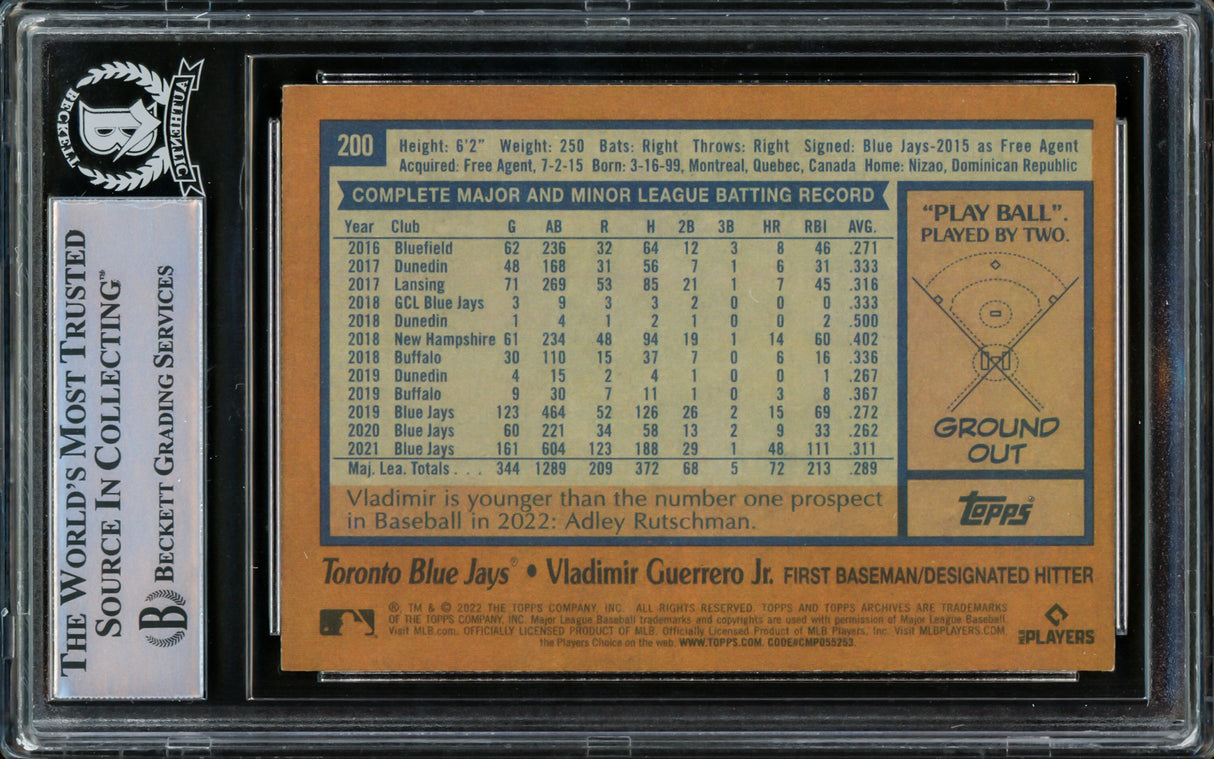 BECKETT
AUTHENTIC
B
THE WORLD'S MOST TRUSTED
SOURCE IN COLLECTING™
B BECKETT GRADING SERVICES
200
Height: 6'2" Weight: 250 Bats: Right Throws: Right Signed: Blue Jays-2015 as Free Agent
Acquired: Free Agent, 7-2-15 Born: 3-16-99, Montreal, Quebec, Canada Home: Nizao, Dominican Republic
COMPLETE MAJOR AND MINOR LEAGUE BATTING RECORD
Year Club G AB R H 2B 3B HR RBI AVG.
2016 Bluefield 62 236 32 64 12 3 8 46 .271
2017 Dunedin 48 168 31 56 7 1 6 31 .333
2017 Lansing 71 269 53 85 21 1 7 45 .316
2018 GCL Blue Jays 3 9 3 3 2 0 0 0 .333
2018 Dunedin 1 4 1 2 1 0 0 2 .500
2018 New Hampshire 61 234 48 94 19 1 14 60 .402
2018 Buffalo 30 110 15 37 7 0 6 16 .336
2019 Dunedin 4 15 2 4 1 0 0 1 .267
2019 Buffalo 9 30 7 11 1 0 3 8 .367
2019 Blue Jays 123 464 52 126 26 2 15 69 .272
2020 Blue Jays 60 221 34 58 13 2 9 33 .262
2021 Blue Jays 161 604 123 188 29 1 48 111 .311
Maj. Lea. Totals . . . 344 1289 209 372 68 5 72 213 .289
Vladimir is younger than the number one prospect
in Baseball in 2022: Adley Rutschman.
"PLAY BALL".
PLAYED BY TWO.
GROUND
OUT
Topps®
Toronto Blue Jays® • Vladimir Guerrero Jr. FIRST BASEMAN/DESIGNATED HITTER
®, TM & © 2022 THE TOPPS COMPANY, INC. ALL RIGHTS RESERVED. TOPPS AND TOPPS ARCHIVES ARE TRADEMARKS
OF THE TOPPS COMPANY, INC. Major League Baseball trademarks and copyrights are used with permission of Major League Baseball.
Visit MLB.com. OFFICIALLY LICENSED PRODUCT OF MLB. Officially Licensed Product of MLB Players, Inc. Visit MLBPLAYERS.COM,
the Players Choice on the web. WWW.TOPPS.COM. CODE#CMP055253.
MLB PLAYERS